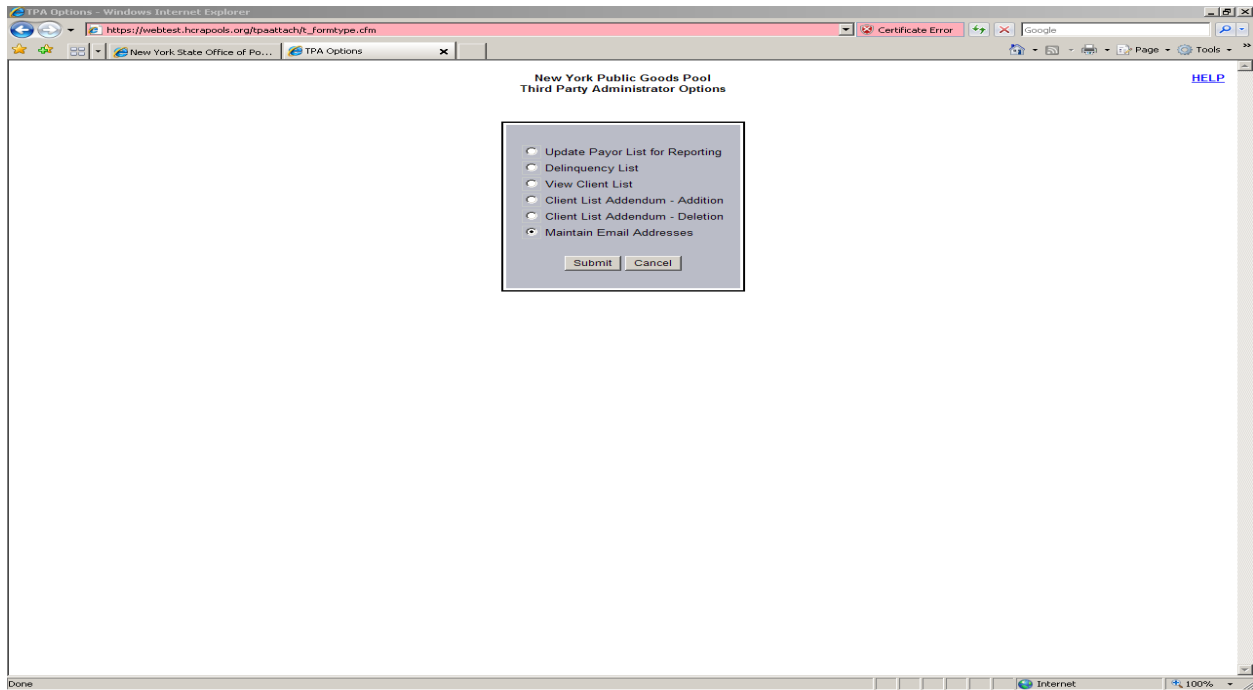 TPA Options - Windows Internet Explorer
https://webtest.hcrapools.org/tpaattach/t_formtype.cfm
Certificate Error
Google
New York State Office of Po...
TPA Options
Page
Tools
New York Public Goods Pool
Third Party Administrator Options
HELP
Update Payor List for Reporting
Delinquency List
View Client List
Client List Addendum - Addition
Client List Addendum - Deletion
Maintain Email Addresses
Submit
Cancel
Done
Internet
100%